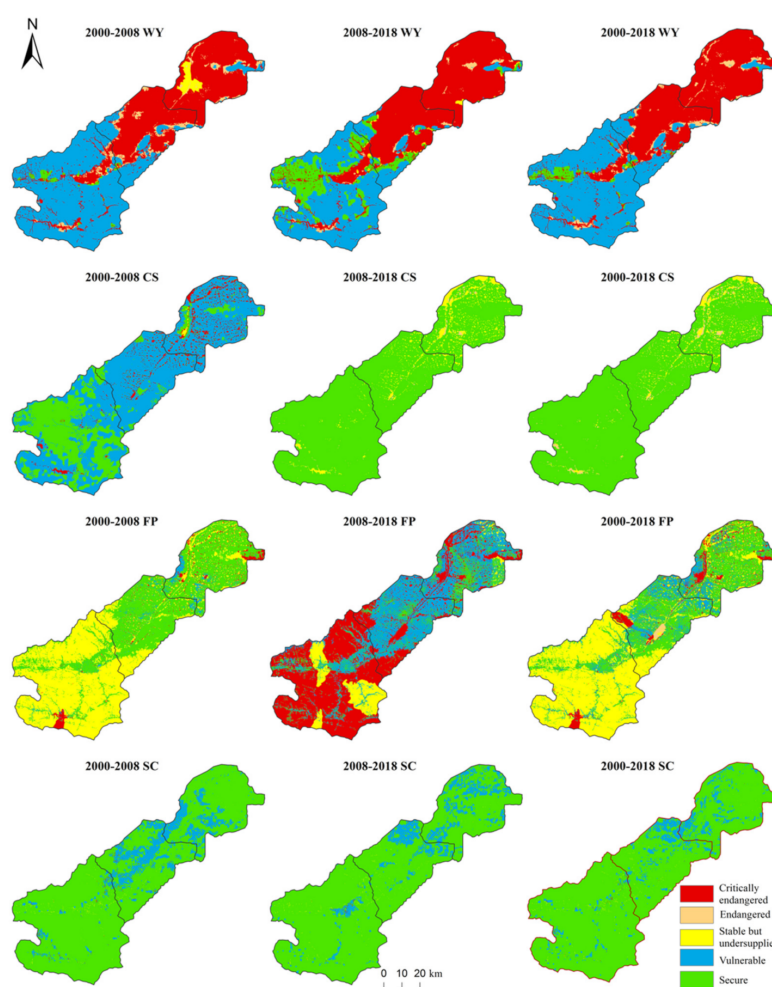 2000-2008 WY
2008-2018 WY
2000-2018 WY
N
2000-2008 CS
2008-2018 CS
2000-2018 CS
2000-2008 FP
2008-2018 FP
2000-2018 FP
2000-2008 SC
2008-2018 SC
2000-2018 SC
Critically
endangered
Endangered
Stable but
undersupplie
Vulnerable
Secure
0 10 20 km